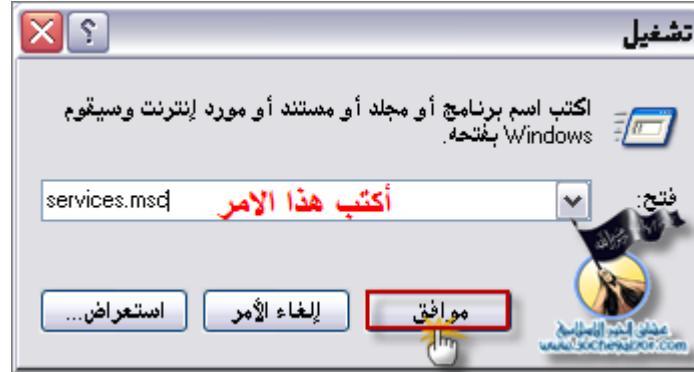 تشغيل
اكتب اسم برنامج أو مجلد أو مستند أو مورد إنترنت وسيقوم
Windows بفتحه.
فتح:
services.msc
أكتب هذا الامر
موافق
إلغاء الأمر
استعراض...